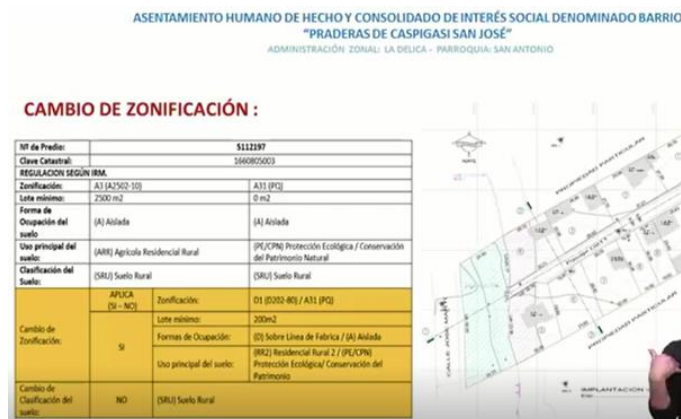 ASENTAMIENTO HUMANO DE HECHO Y CONSOLIDADO DE INTERÉS SOCIAL DENOMINADO BARRIO
"PRADERAS DE CASPIGASI SAN JOSÉ"
ADMINISTRACIÓN ZONAL: LA DELICA - PARROQUIA: SAN ANTONIO
CAMBIO DE ZONIFICACIÓN :
Nº de Predio: 5112197
Clave Catastral: 1660805003
REGULACION SEGÚN IRM.
Zonificación: A3 (A2502-10) A31 (PQ)
Lote mínimo: 2500 m2 0 m2
Forma de
Ocupación del
suelo (A) Aislada (A) Aislada
Uso principal del
suelo: (ARR) Agrícola Residencial Rural (PE/CPN) Protección Ecológica / Conservación
del Patrimonio Natural
Clasificación del
Suelo: (SRU) Suelo Rural (SRU) Suelo Rural
Cambio de
Zonificación:
APLICA
(SI – NO)
SI
Zonificación: D1 (D202-80) / A31 (PQ)
Lote mínimo: 200m2
Formas de Ocupación: (D) Sobre Línea de Fabrica / (A) Aislada
Uso principal del suelo: (RR2) Residencial Rural 2 / (PE/CPN)
Protección Ecológica/ Conservación del
Patrimonio
Cambio de
Clasificación del
suelo: NO (SRU) Suelo Rural
PROPIEDAD PARTICULAR
CALLE JOSE MARTI
PROPIEDAD PARTICULAR
IMPLANTACION